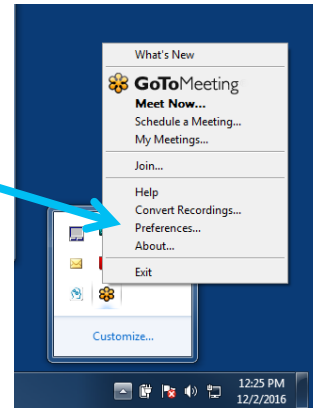 What's New
GoToMeeting
Meet Now...
Schedule a Meeting...
My Meetings...
Join...
Help
Convert Recordings...
Preferences...
About...
Exit
Customize...
12:25 PM
12/2/2016